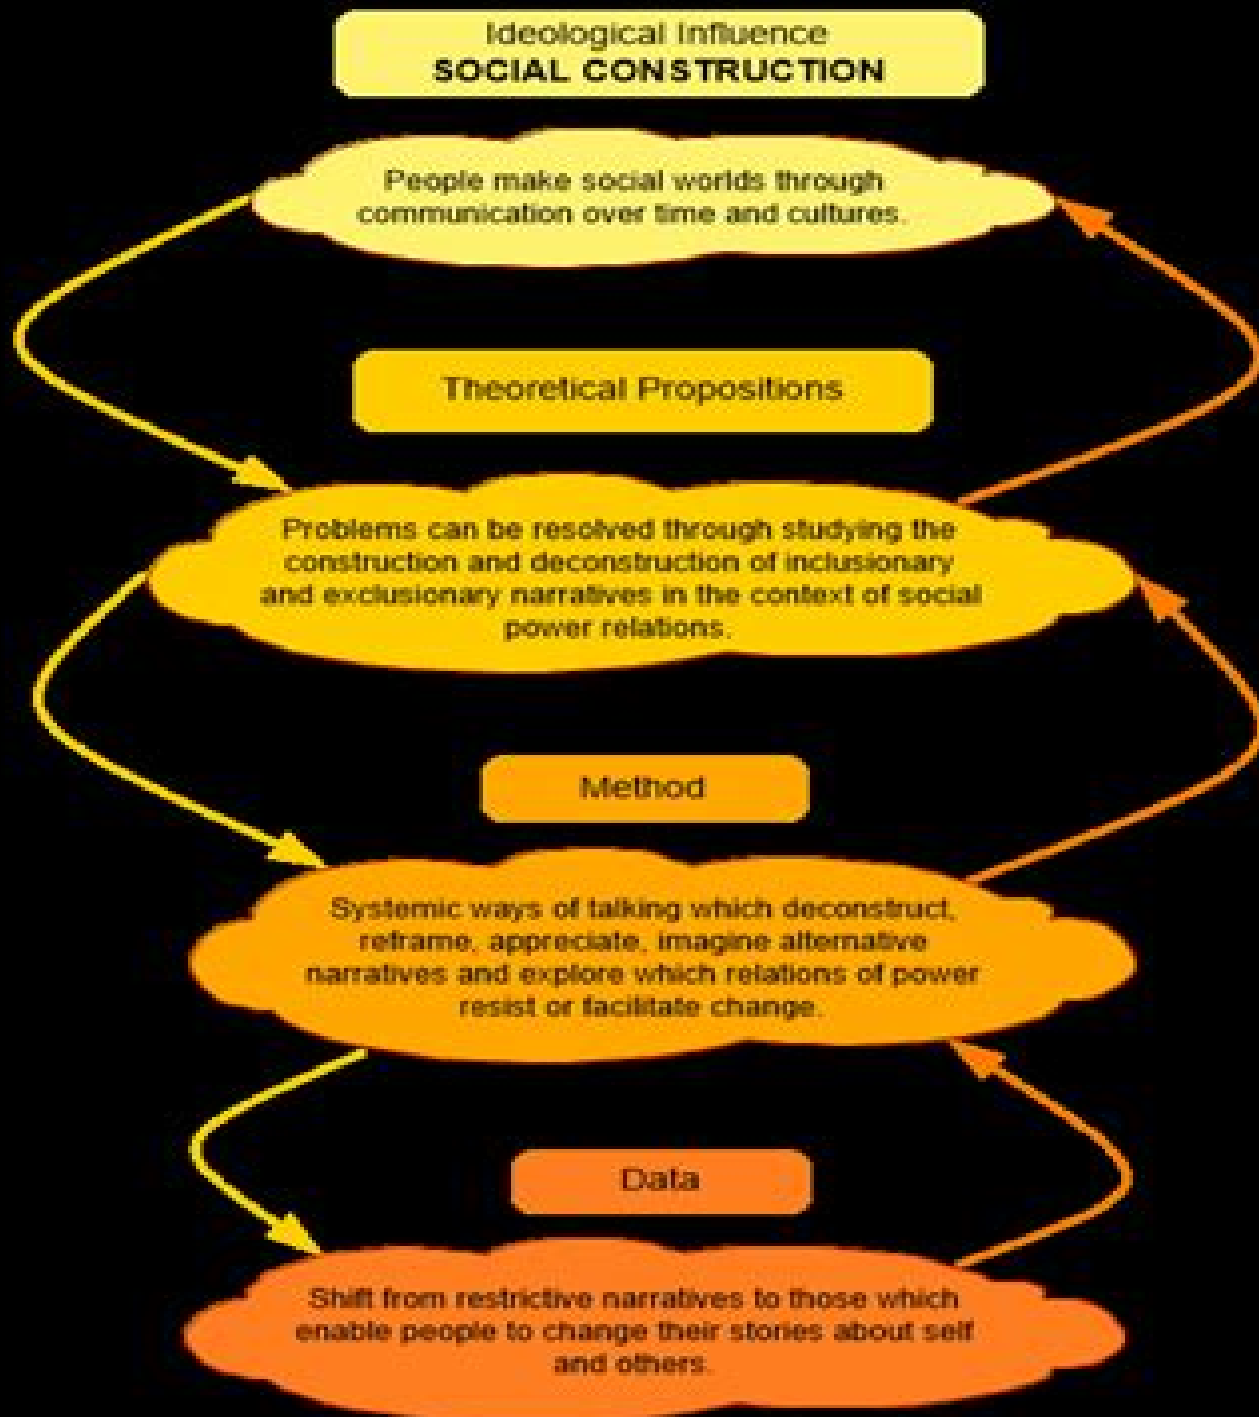 Ideological Influence
SOCIAL CONSTRUCTION
People make social worlds through
communication over time and cultures.
Theoretical Propositions
Problems can be resolved through studying the
construction and deconstruction of inclusionary
and exclusionary narratives in the context of social
power relations.
Method
Systemic ways of talking which deconstruct,
reframe, appreciate, imagine alternative
narratives and explore which relations of power
resist or facilitate change.
Data
Shift from restrictive narratives to those which
enable people to change their stories about self
and others.